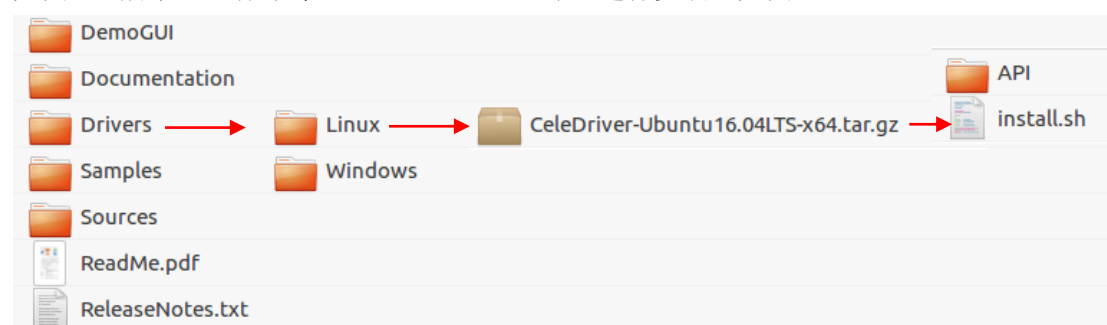 DemoGUI
Documentation
API
Drivers
Linux
CeleDriver-Ubuntu16.04LTS-x64.tar.gz
install.sh
Samples
Windows
Sources
ReadMe.pdf
ReleaseNotes.txt